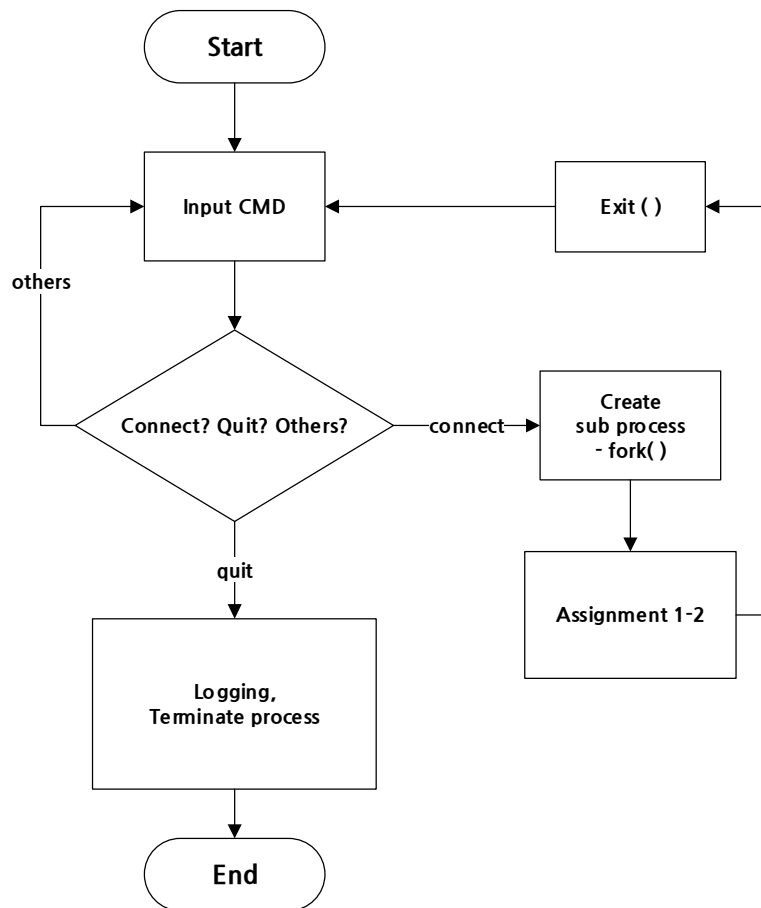 Start
Input CMD
Exit ( )
others
Connect? Quit? Others?
connect
Create
sub process
- fork( )
quit
Assignment 1-2
Logging,
Terminate process
End